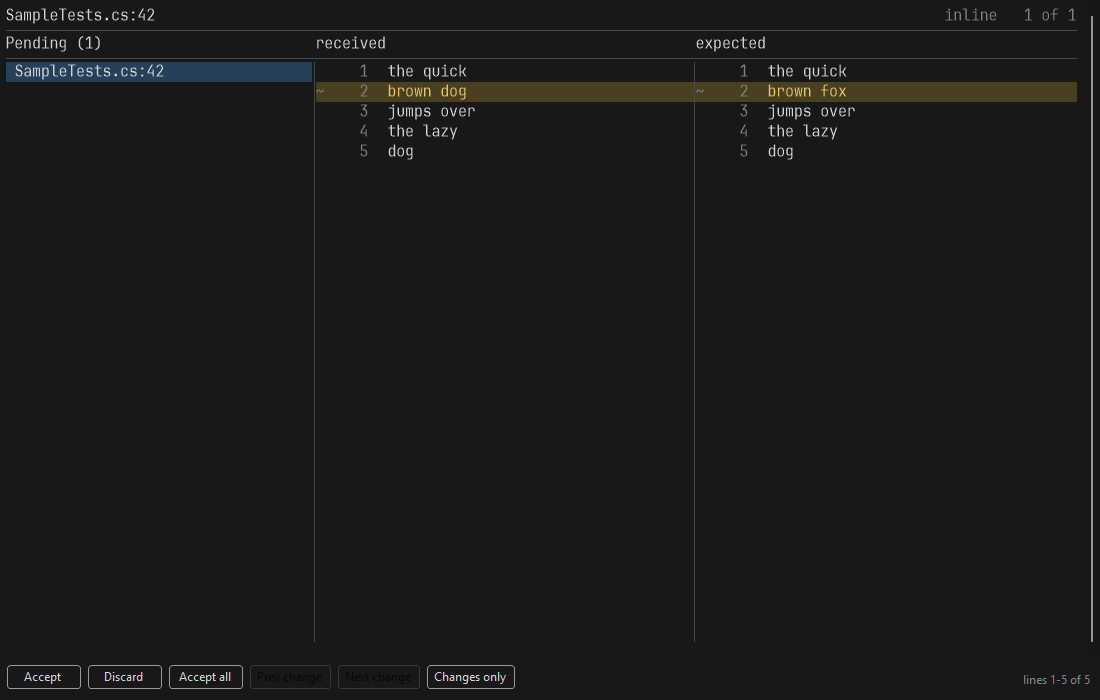 SampleTests.cs:42 inline 1 of 1
Pending (1) received expected
SampleTests.cs:42 1 the quick 1 the quick
~ 2 brown dog ~ 2 brown fox
3 jumps over 3 jumps over
4 the lazy 4 the lazy
5 dog 5 dog
Accept Discard Accept all Prev change Next change Changes only lines 1-5 of 5